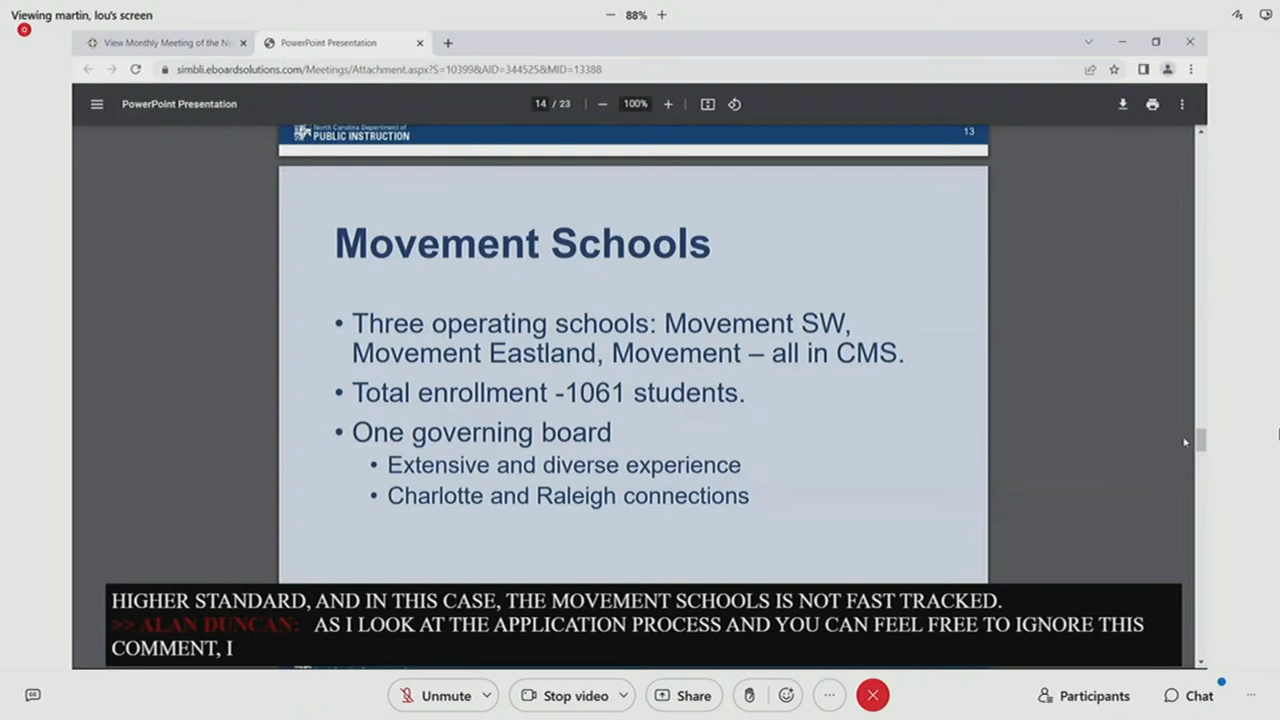 Viewing martin, lou's screen
88%
View Monthly Meeting of the No
PowerPoint Presentation
simbli.eboardsolutions.com/Meetings/Attachment.aspx?S=10399&AID=344525&MID=13388
PowerPoint Presentation
14 / 23
100%
North Carolina Department of
PUBLIC INSTRUCTION
13
Movement Schools
• Three operating schools: Movement SW,
Movement Eastland, Movement – all in CMS.
• Total enrollment -1061 students.
• One governing board
• Extensive and diverse experience
• Charlotte and Raleigh connections
HIGHER STANDARD, AND IN THIS CASE, THE MOVEMENT SCHOOLS IS NOT FAST TRACKED.
>> ALAN DUNCAN: AS I LOOK AT THE APPLICATION PROCESS AND YOU CAN FEEL FREE TO IGNORE THIS
COMMENT, I
Unmute
Stop video
Share
Participants
Chat